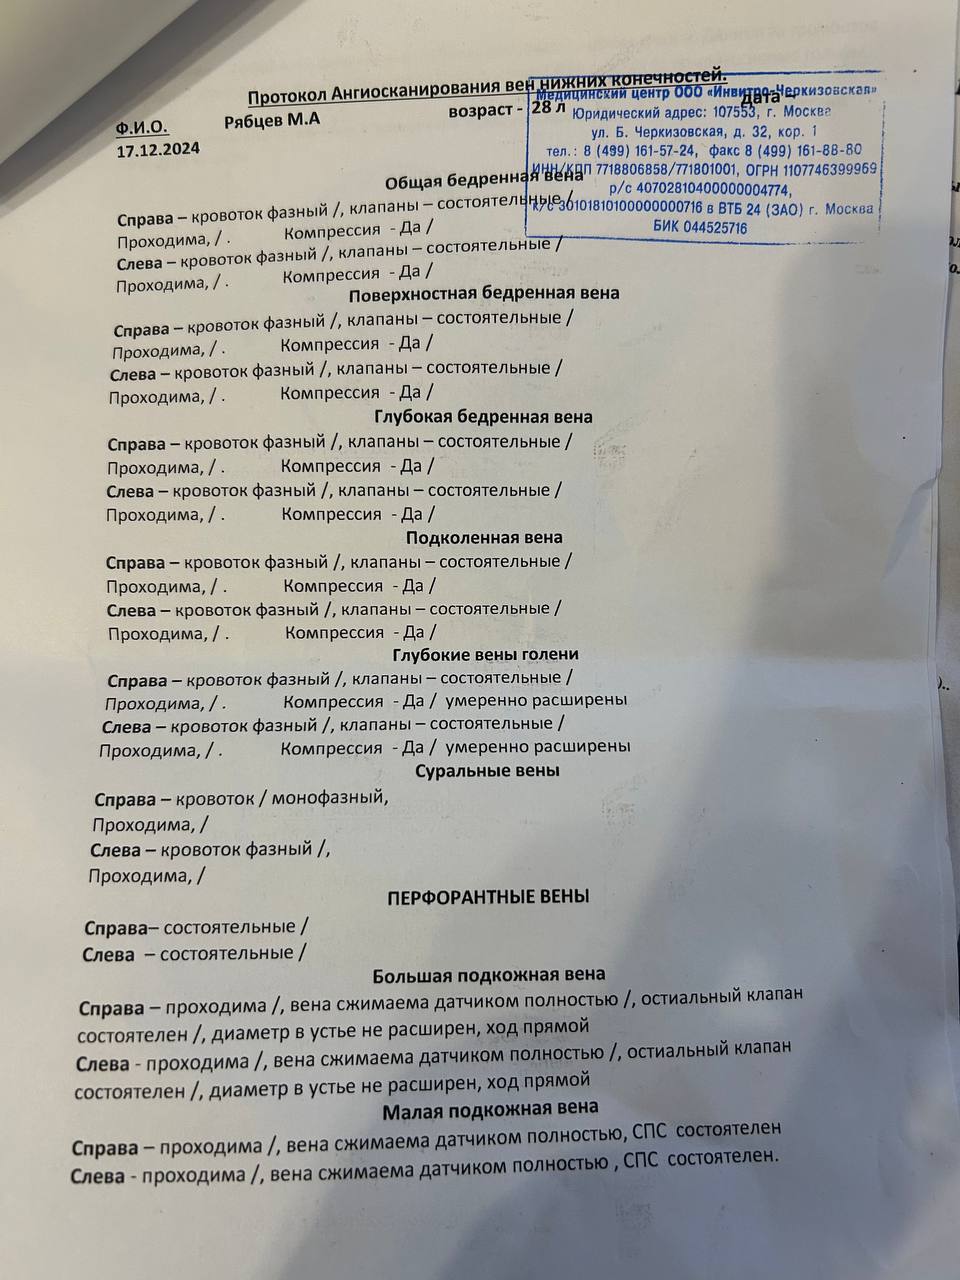 Протокол Ангиосканирования вен нижних конечностей.
Ф.И.О. Рябцев М.А возраст - 28 л дата –
17.12.2024
Медицинский центр ООО «Инвитро-Черкизовская»
Юридический адрес: 107553, г. Москва
ул. Б. Черкизовская, д. 32, кор. 1
тел.: 8 (499) 161-57-24, факс 8 (499) 161-88-80
ИНН/КПП 7718806858/771801001, ОГРН 1107746399969
р/с 40702810400000004774,
к/с 30101810100000000716 в ВТБ 24 (ЗАО) г. Москва
БИК 044525716
Общая бедренная вена
Справа – кровоток фазный /, клапаны – состоятельные /
Проходима, / . Компрессия - Да /
Слева – кровоток фазный /, клапаны – состоятельные /
Проходима, / . Компрессия - Да /
Поверхностная бедренная вена
Справа – кровоток фазный /, клапаны – состоятельные /
Проходима, / . Компрессия - Да /
Слева – кровоток фазный /, клапаны – состоятельные /
Проходима, / . Компрессия - Да /
Глубокая бедренная вена
Справа – кровоток фазный /, клапаны – состоятельные /
Проходима, / . Компрессия - Да /
Слева – кровоток фазный /, клапаны – состоятельные /
Проходима, / . Компрессия - Да /
Подколенная вена
Справа – кровоток фазный /, клапаны – состоятельные /
Проходима, / . Компрессия - Да /
Слева – кровоток фазный /, клапаны – состоятельные /
Проходима, / . Компрессия - Да /
Глубокие вены голени
Справа – кровоток фазный /, клапаны – состоятельные /
Проходима, / . Компрессия - Да / умеренно расширены
Слева – кровоток фазный /, клапаны – состоятельные /
Проходима, / . Компрессия - Да / умеренно расширены
Суральные вены
Справа – кровоток / монофазный,
Проходима, /
Слева – кровоток фазный /,
Проходима, /
ПЕРФОРАНТНЫЕ ВЕНЫ
Справа– состоятельные /
Слева – состоятельные /
Большая подкожная вена
Справа – проходима /, вена сжимаема датчиком полностью /, остиальный клапан
состоятелен /, диаметр в устье не расширен, ход прямой
Слева - проходима /, вена сжимаема датчиком полностью /, остиальный клапан
состоятелен /, диаметр в устье не расширен, ход прямой
Малая подкожная вена
Справа – проходима /, вена сжимаема датчиком полностью, СПС состоятелен
Слева - проходима /, вена сжимаема датчиком полностью , СПС состоятелен.